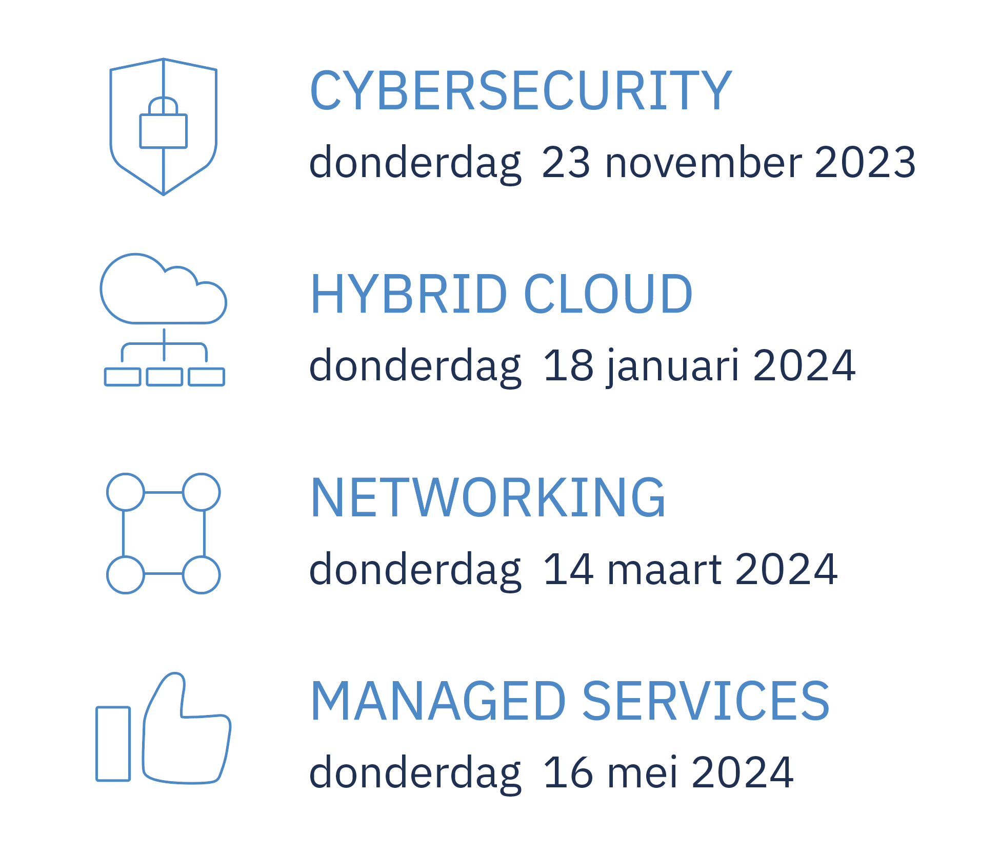 CYBERSECURITY
donderdag 23 november 2023
HYBRID CLOUD
donderdag 18 januari 2024
NETWORKING
donderdag 14 maart 2024
MANAGED SERVICES
donderdag 16 mei 2024